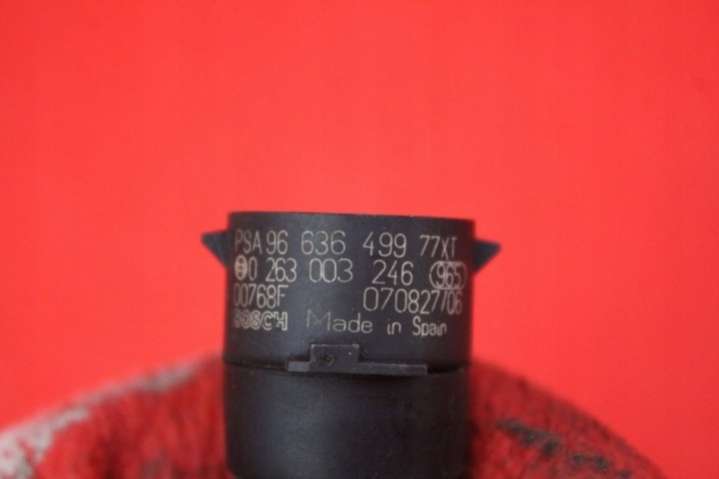 PSA 96 636 499 77XT
0 263 003 246 965
00768F 070827/06
BOSCH Made in Spain